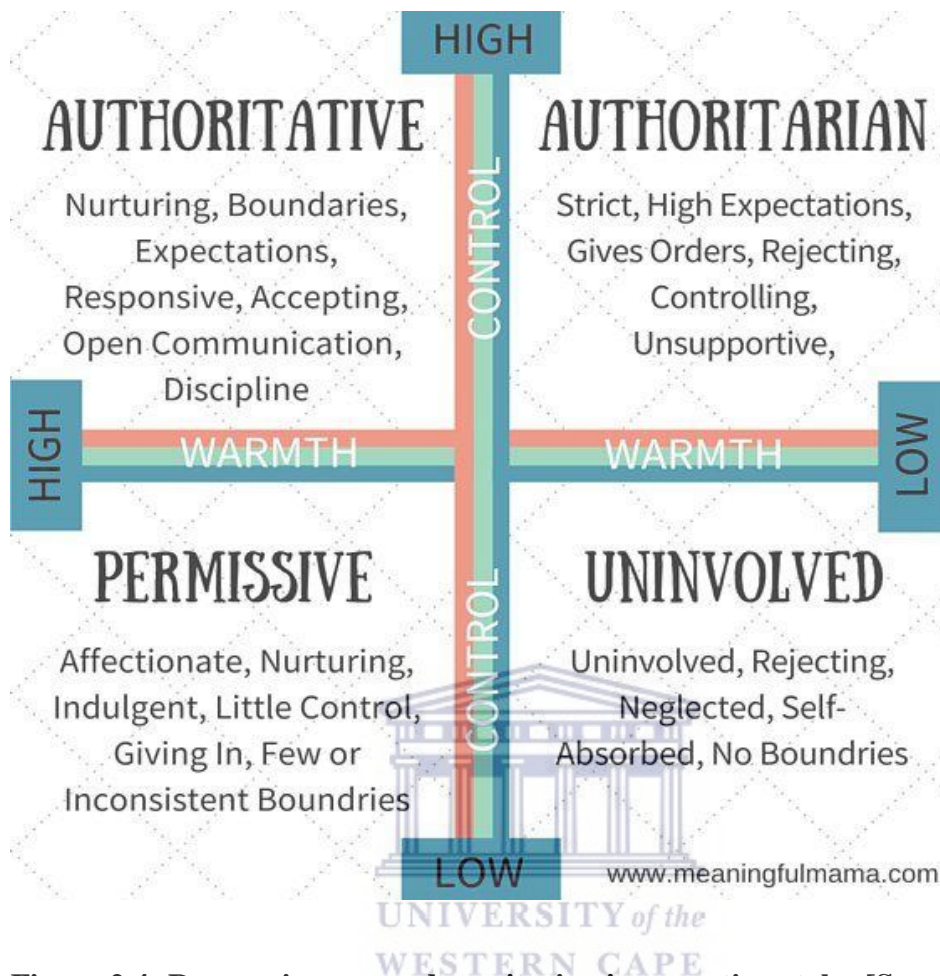 HIGH
AUTHORITATIVE
Nurturing, Boundaries,
Expectations,
Responsive, Accepting,
Open Communication,
Discipline
CONTROL
AUTHORITARIAN
Strict, High Expectations,
Gives Orders, Rejecting,
Controlling,
Unsupportive,
HIGH
WARMTH
WARMTH
LOW
PERMISSIVE
Affectionate, Nurturing,
Indulgent, Little Control,
Giving In, Few or
Inconsistent Boundries
CONTROL
UNINVOLVED
Uninvolved, Rejecting,
Neglected, Self-
Absorbed, No Boundries
LOW
www.meaningfulmama.com
UNIVERSITY of the
WESTERN CAPE